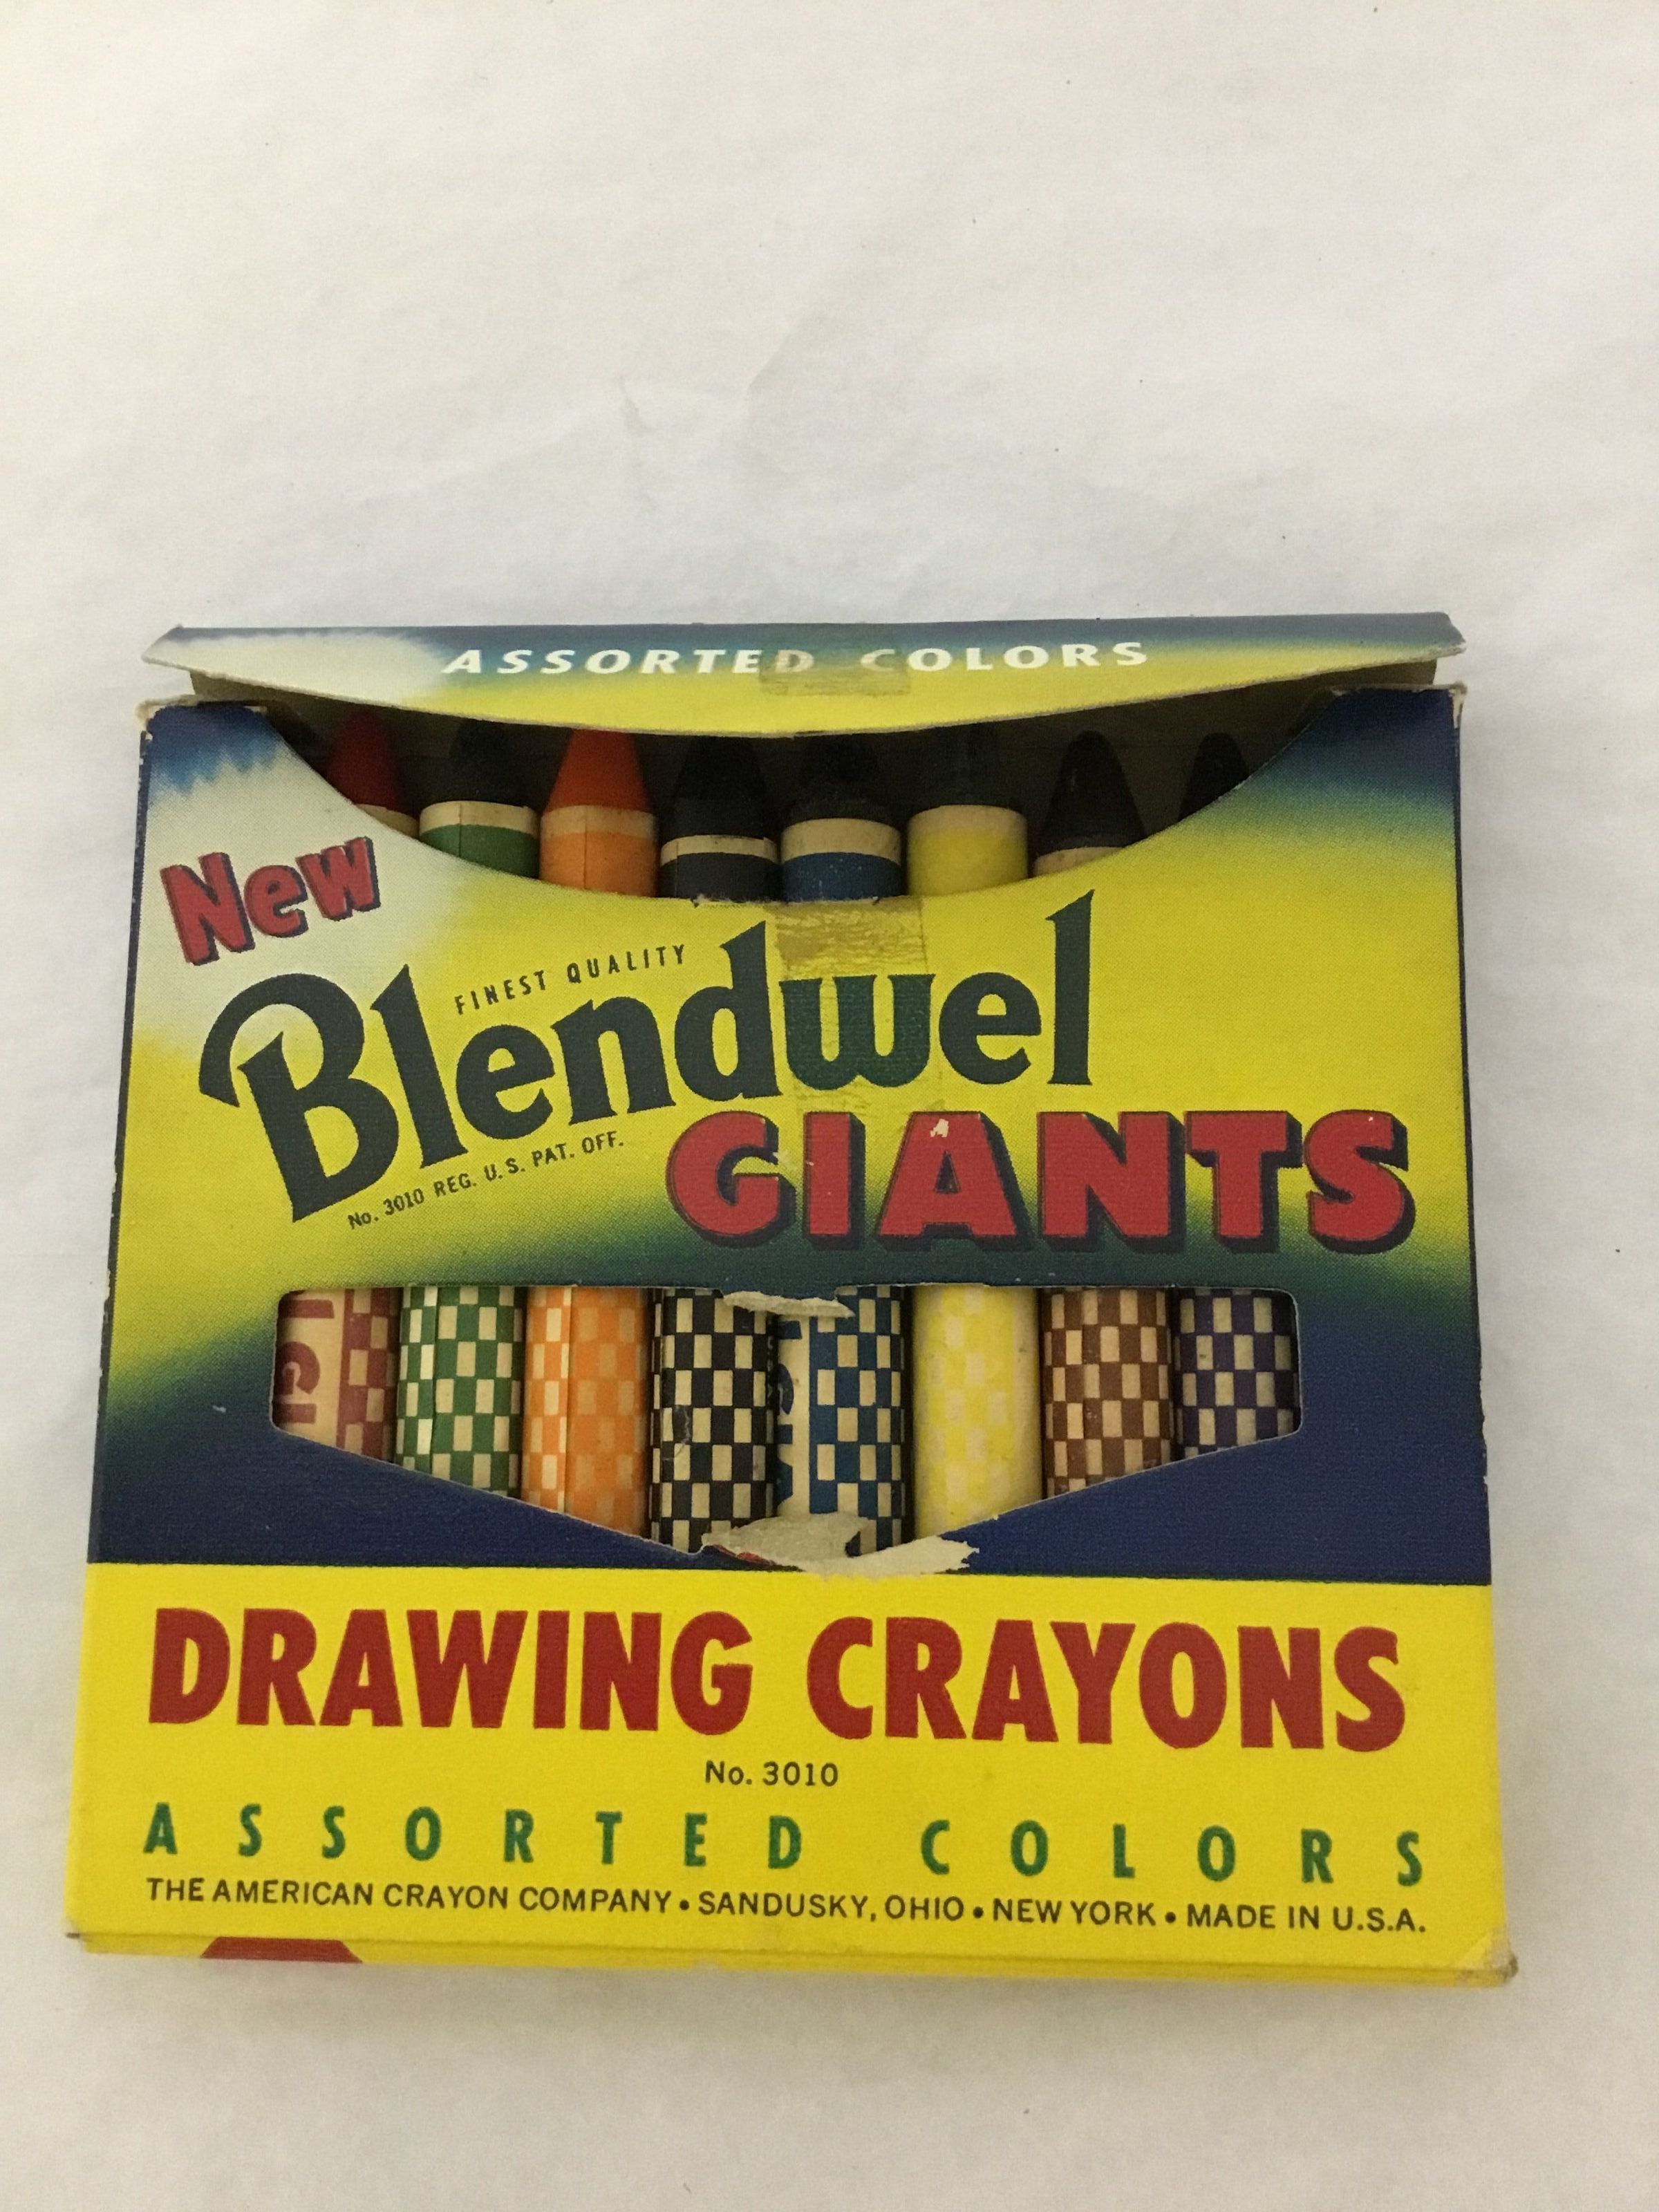 ASSORTED COLORS
New
FINEST QUALITY
Blendwel
No. 3010 REG. U.S. PAT. OFF.
GIANTS
DRAWING CRAYONS
No. 3010
ASSORTED COLORS
THE AMERICAN CRAYON COMPANY • SANDUSKY, OHIO • NEW YORK • MADE IN U.S.A.